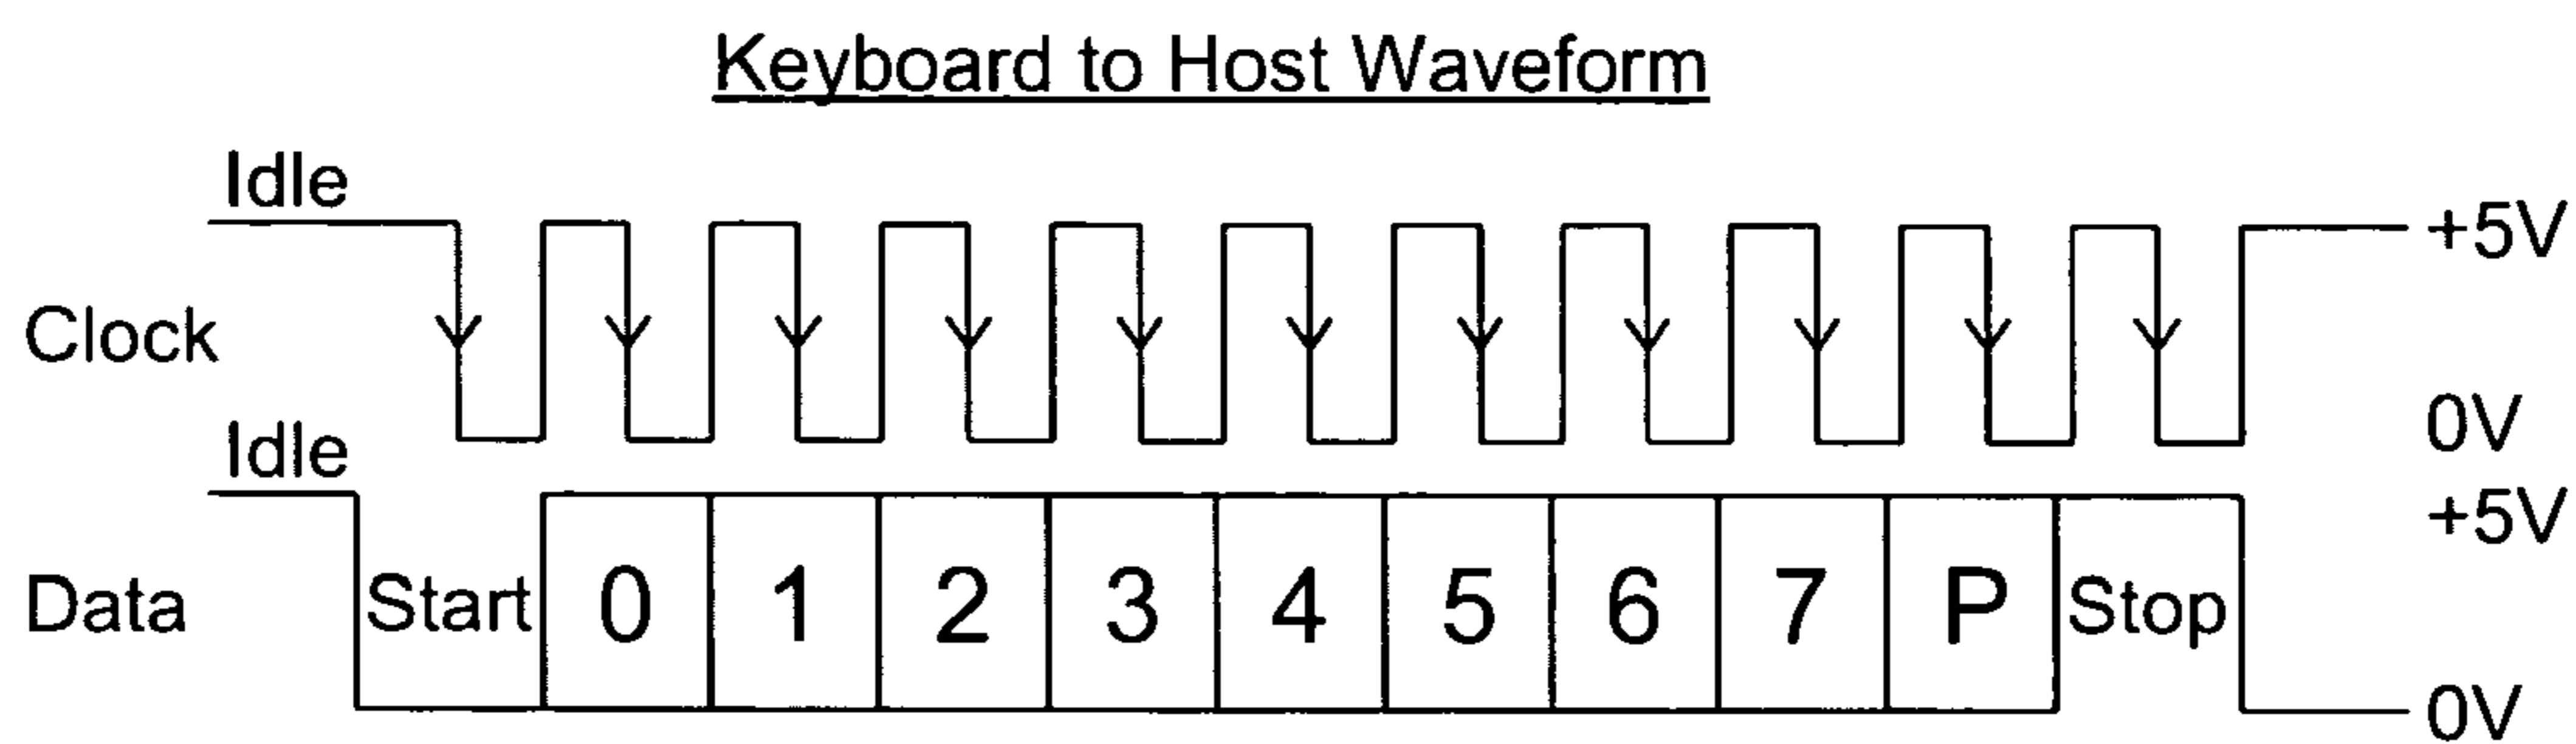 Keyboard to Host Waveform
Idle
+5V
Clock
0V
Idle
+5V
Data Start 0 1 2 3 4 5 6 7 P Stop
0V